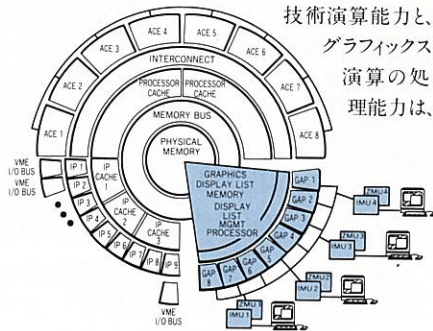 技術演算能力と、
グラフィックス
演算の処
理能力は、
ACE 1
ACE 2
ACE 3
ACE 4
ACE 5
ACE 6
ACE 7
ACE 8
INTERCONNECT
PROCESSOR
CACHE
PROCESSOR
CACHE
MEMORY BUS
PHYSICAL
MEMORY
VME
I/O BUS
VME
I/O BUS
IP 1
IP 2
IP 3
IP 4
IP 5
IP 6
IP 7
IP 8
IP 9
IP
CACHE
1
IP
CACHE
2
IP
CACHE
3
VME
I/O BUS
GRAPHICS
DISPLAY LIST
MEMORY
DISPLAY
LIST
MGMT
PROCESSOR
GAP 1
GAP 2
GAP 3
GAP 4
GAP 5
GAP 6
GAP 7
GAP 8
ZMU 4
IMU 4
ZMU 3
IMU 3
ZMU 2
IMU 2
ZMU 1
IMU 1